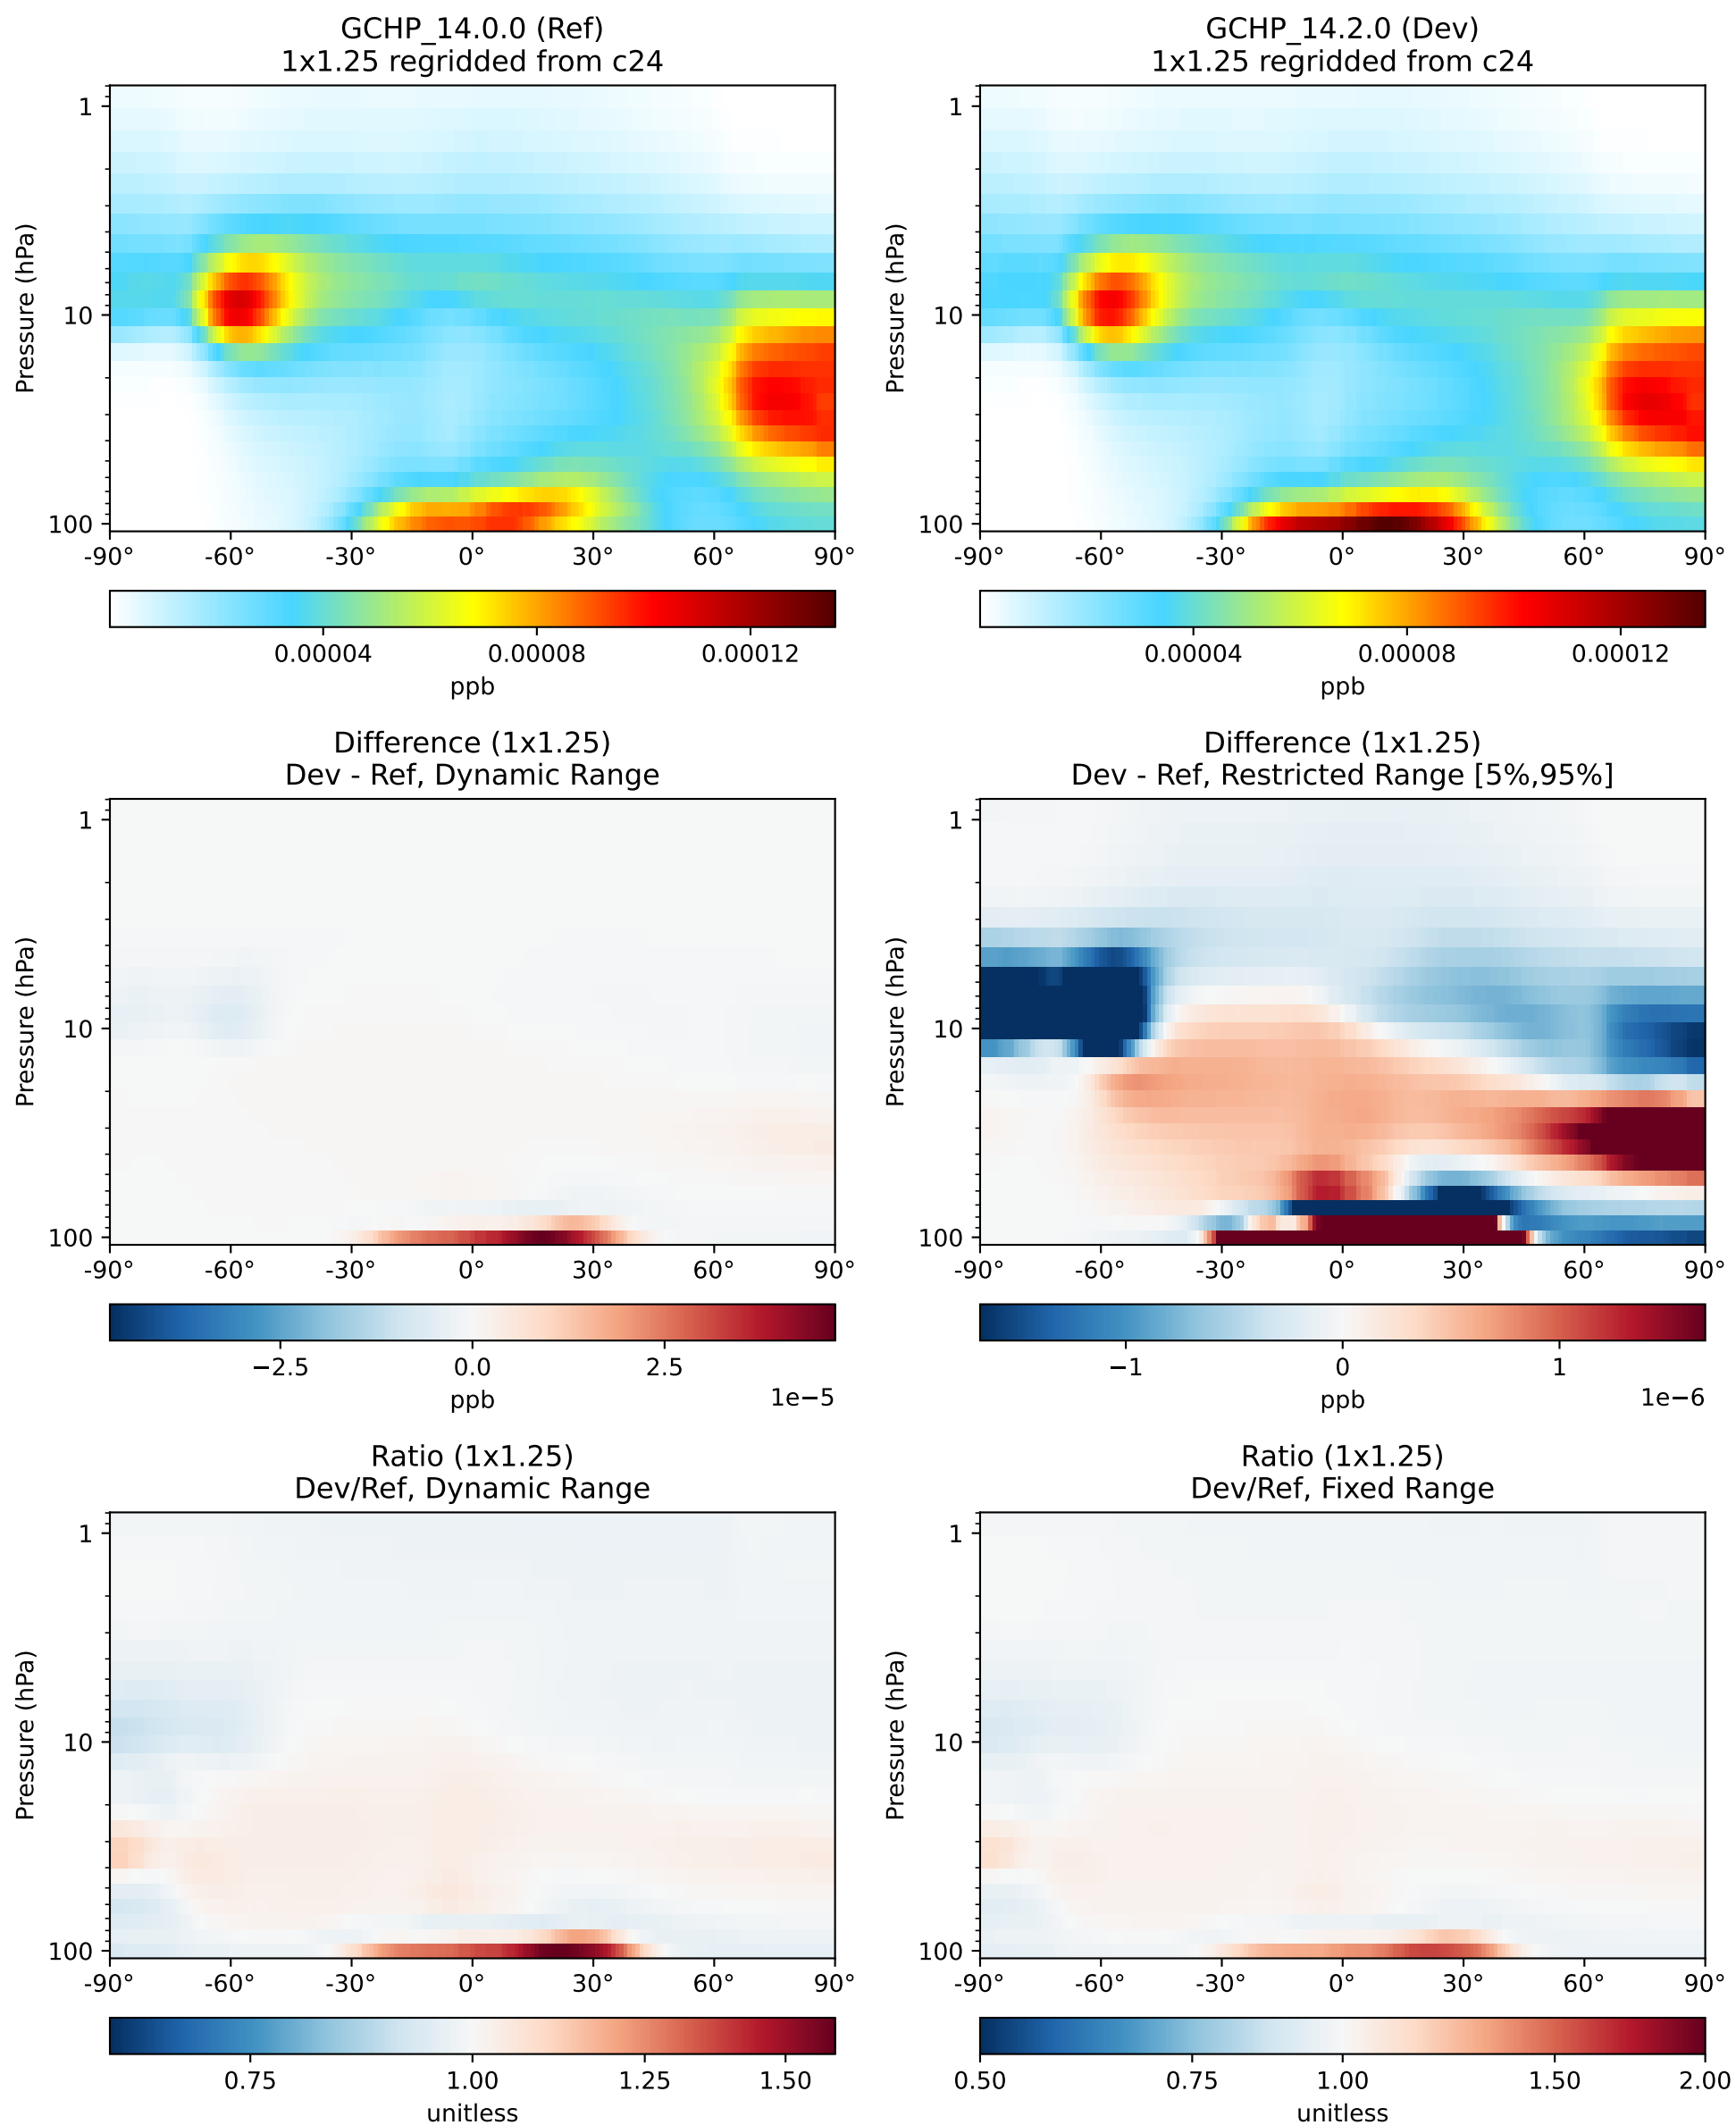 GCHP_14.0.0 (Ref)
1x1.25 regridded from c24
Pressure (hPa)
1
10
100
-90° -60° -30° 0° 30° 60° 90°
0.00004 0.00008 0.00012
ppb
GCHP_14.2.0 (Dev)
1x1.25 regridded from c24
Pressure (hPa)
1
10
100
-90° -60° -30° 0° 30° 60° 90°
0.00004 0.00008 0.00012
ppb
Difference (1x1.25)
Dev - Ref, Dynamic Range
Pressure (hPa)
1
10
100
-90° -60° -30° 0° 30° 60° 90°
−2.5 0.0 2.5
ppb 1e−5
Difference (1x1.25)
Dev - Ref, Restricted Range [5%,95%]
Pressure (hPa)
1
10
100
-90° -60° -30° 0° 30° 60° 90°
−1 0 1
ppb 1e−6
Ratio (1x1.25)
Dev/Ref, Dynamic Range
Pressure (hPa)
1
10
100
-90° -60° -30° 0° 30° 60° 90°
0.75 1.00 1.25 1.50
unitless
Ratio (1x1.25)
Dev/Ref, Fixed Range
Pressure (hPa)
1
10
100
-90° -60° -30° 0° 30° 60° 90°
0.50 0.75 1.00 1.50 2.00
unitless